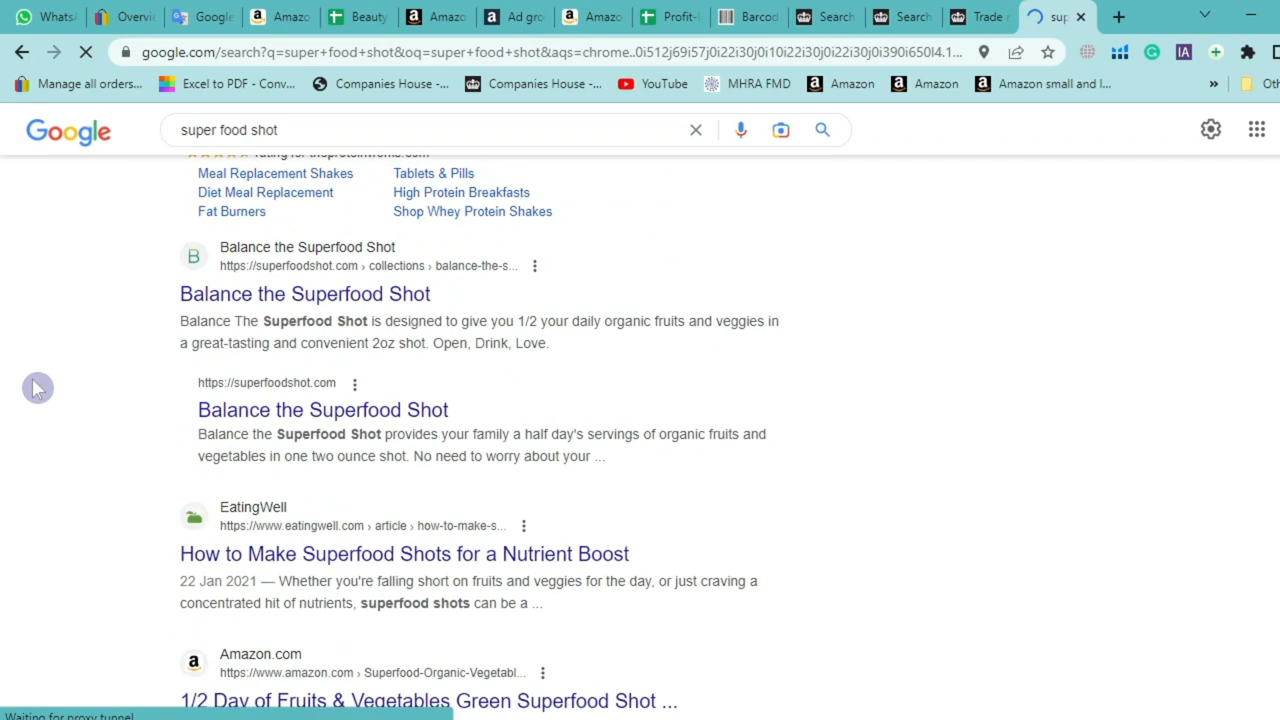 WhatsA
Overvi
Google
Amazo
Beauty
Amazo
Ad gro
Amazo
Profit-l
Barcod
Search
Search
Trade r
sup
google.com/search?q=super+food+shot&oq=super+food+shot&aqs=chrome..0i512j69i57j0i22i30j0i10i22i30j0i22i30j0i390i650l4.1...
IA
Manage all orders...
Excel to PDF - Conv...
Companies House -...
Companies House -...
YouTube
MHRA FMD
Amazon
Amazon
Amazon small and l...
»
Oth
Google
super food shot
rating for theproteinworks.com
Meal Replacement Shakes
Tablets & Pills
Diet Meal Replacement
High Protein Breakfasts
Fat Burners
Shop Whey Protein Shakes
B
Balance the Superfood Shot
https://superfoodshot.com › collections › balance-the-s...
Balance the Superfood Shot
Balance The Superfood Shot is designed to give you 1/2 your daily organic fruits and veggies in
a great-tasting and convenient 2oz shot. Open, Drink, Love.
https://superfoodshot.com
Balance the Superfood Shot
Balance the Superfood Shot provides your family a half day's servings of organic fruits and
vegetables in one two ounce shot. No need to worry about your ...
EatingWell
https://www.eatingwell.com › article › how-to-make-s...
How to Make Superfood Shots for a Nutrient Boost
22 Jan 2021 — Whether you're falling short on fruits and veggies for the day, or just craving a
concentrated hit of nutrients, superfood shots can be a ...
Amazon.com
https://www.amazon.com › Superfood-Organic-Vegetabl...
1/2 Day of Fruits & Vegetables Green Superfood Shot ...
Waiting for proxy tunnel